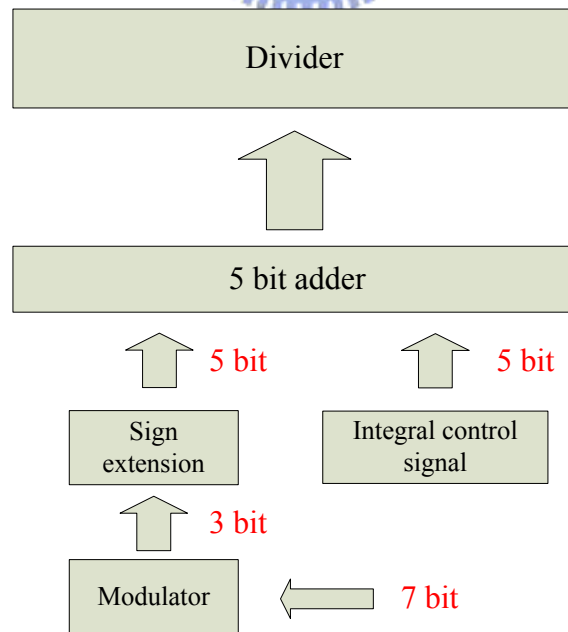 Divider
5 bit adder
5 bit
5 bit
Sign
extension
Integral control
signal
3 bit
Modulator
7 bit